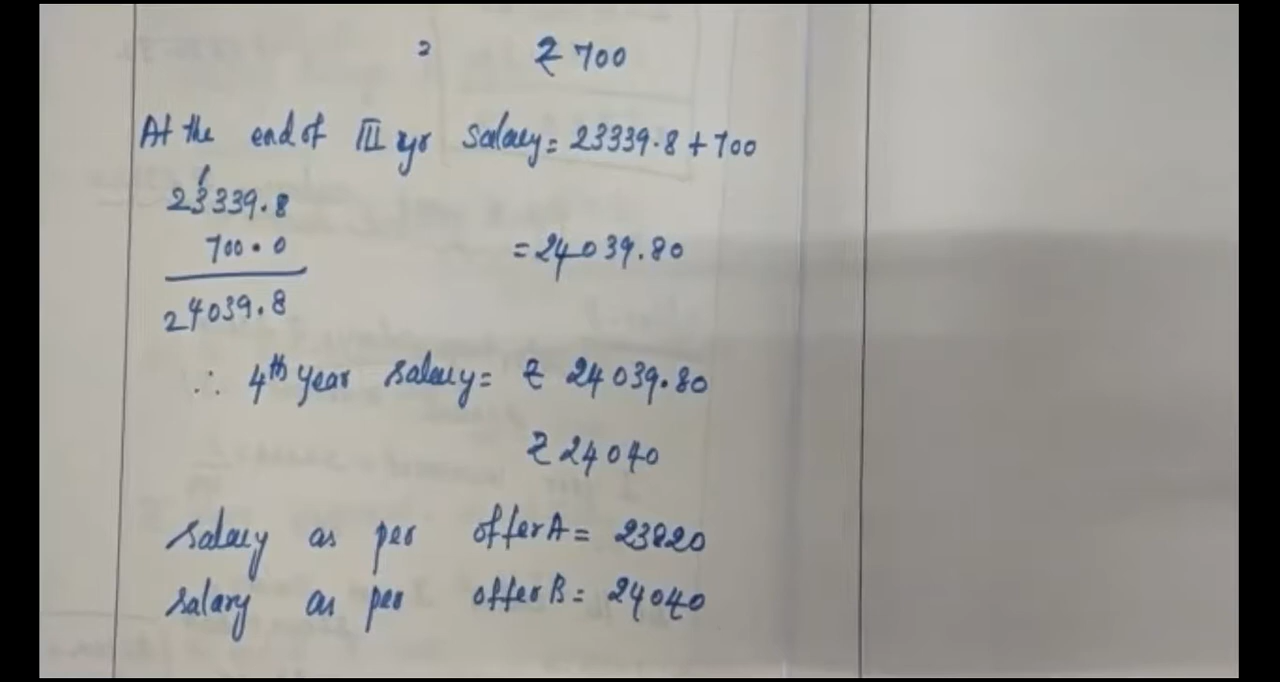 = ₹ 700
At the end of III yr salary = 23339.8 + 700
1
23339.8
700.0
= 24039.80
24039.8
∴ 4th year salary = ₹ 24039.80
₹ 24040
salary as per offer A = 23820
salary as per offer B = 24040